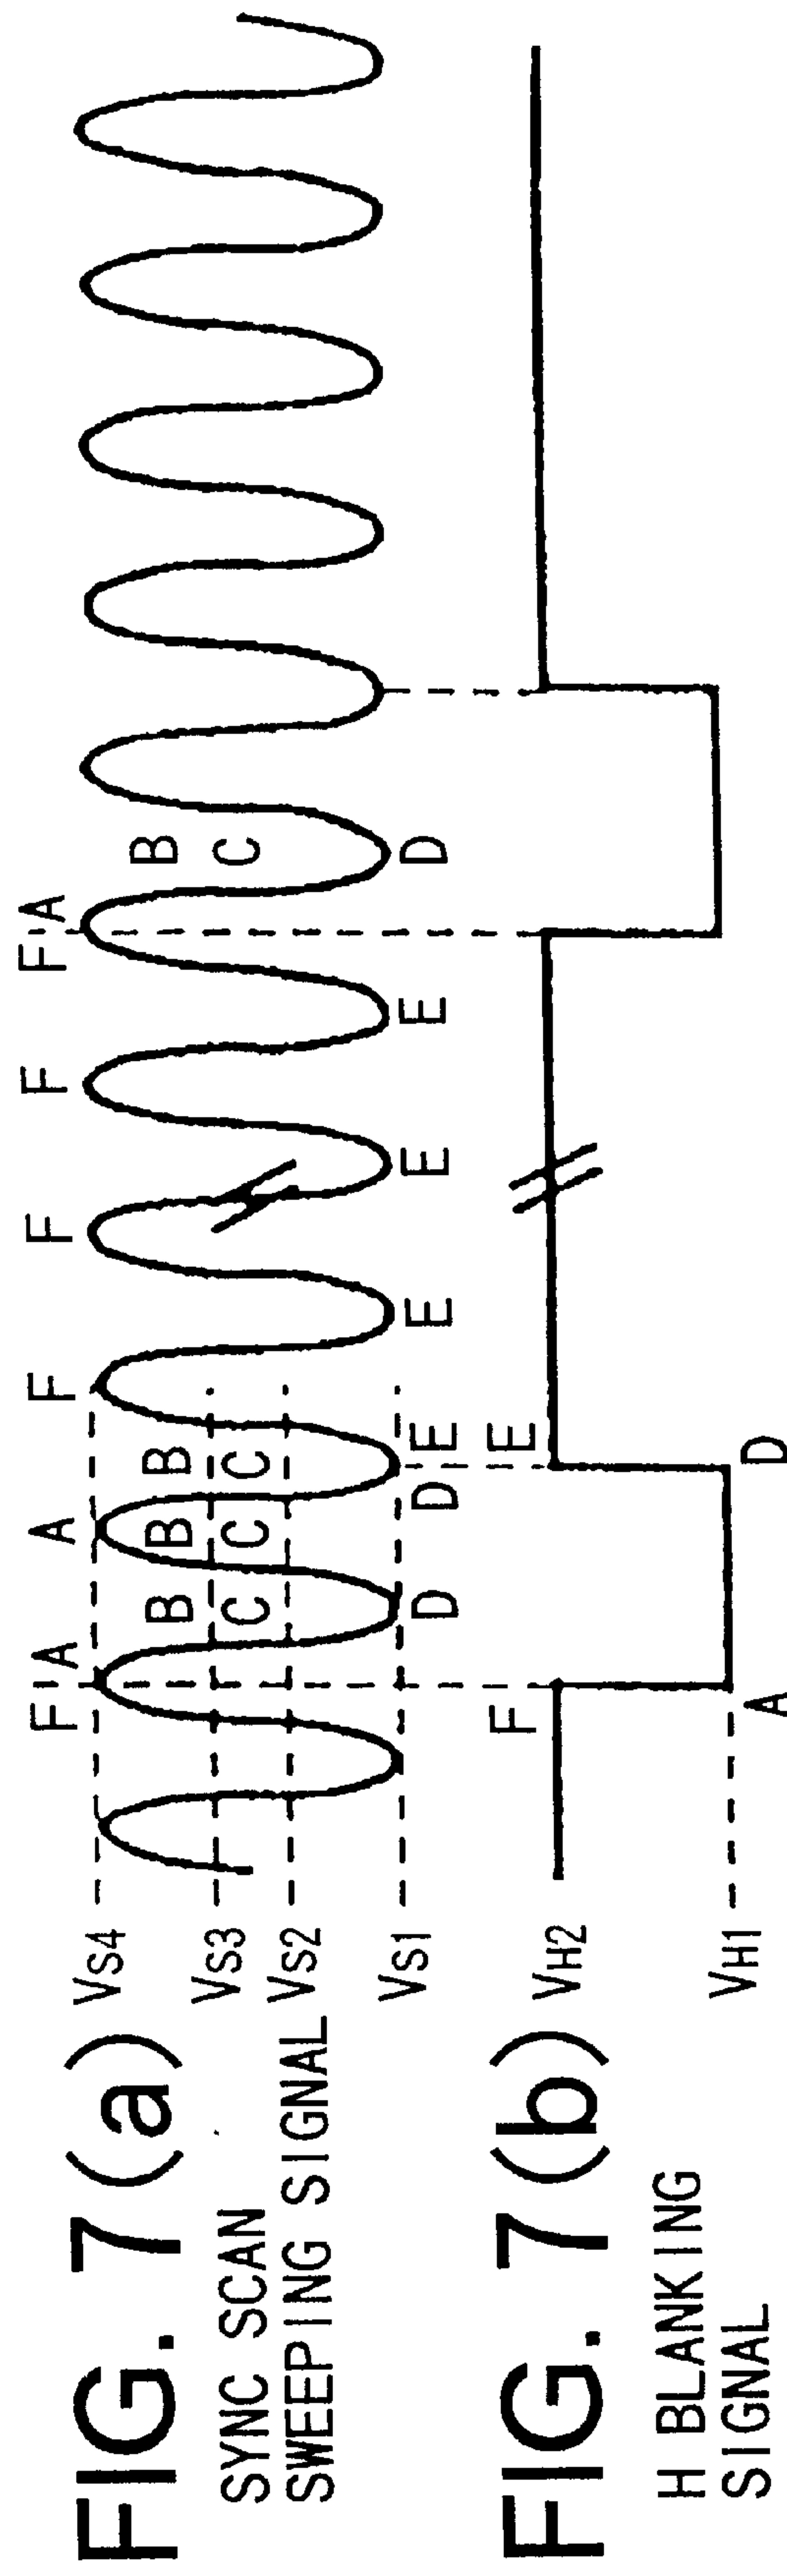 FIG. 7(a)
SYNC SCAN
SWEEPING SIGNAL
VS4
VS3
VS2
VS1
F A A F F F F A
B B B B
C C C C
D D E E E E D
FIG. 7(b)
H BLANKING
SIGNAL
VH2
VH1
F E
A D